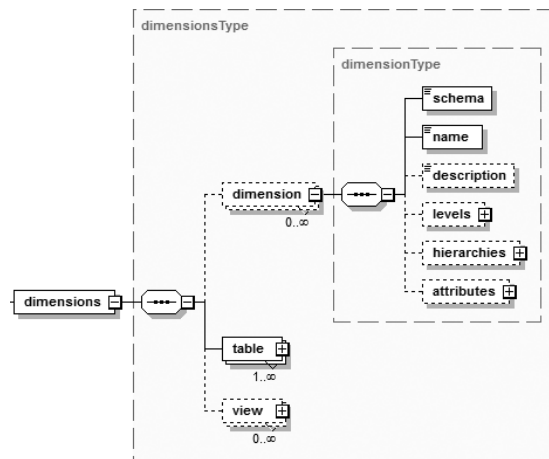 dimensionsType
dimensionType
schema
name
description
dimension
0..∞
levels
hierarchies
attributes
dimensions
table
1..∞
view
0..∞